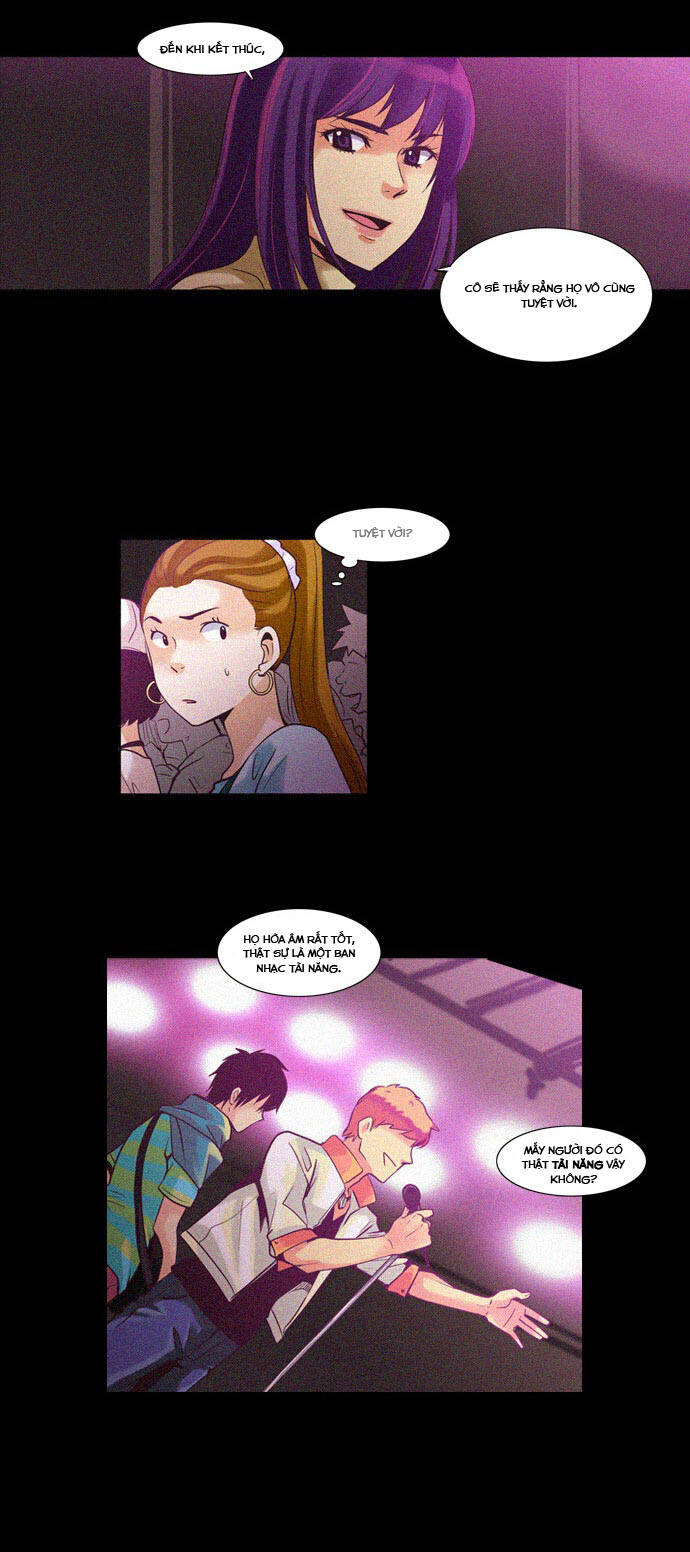 ĐẾN KHI KẾT THÚC,
CÔ SẼ THẤY RẰNG HỌ VÔ CÙNG
TUYỆT VỜI.
TUYỆT VỜI?
HỌ HÒA ÂM RẤT TỐT,
THẬT SỰ LÀ MỘT BAN
NHẠC TÀI NĂNG.
MẤY NGƯỜI ĐÓ CÓ
THẬT TÀI NĂNG VẬY
KHÔNG?